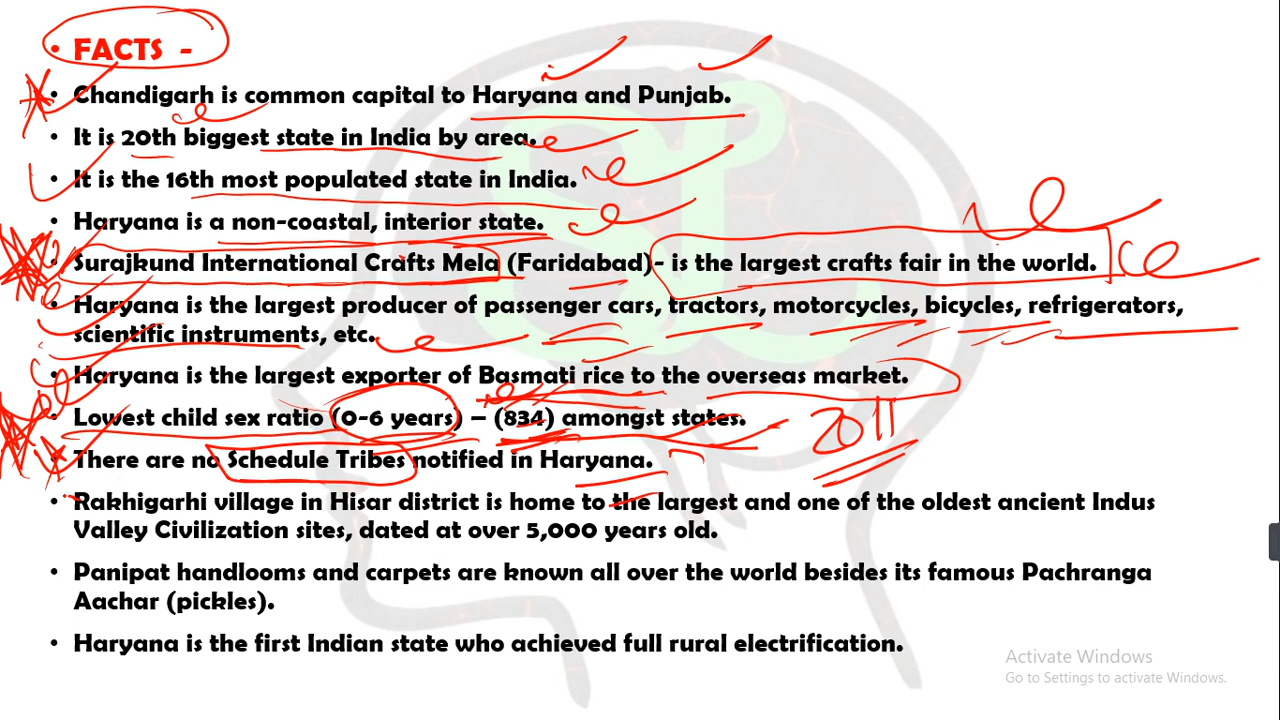 • FACTS -
• Chandigarh is common capital to Haryana and Punjab.
• It is 20th biggest state in India by area.
• It is the 16th most populated state in India.
• Haryana is a non-coastal, interior state.
• Surajkund International Crafts Mela (Faridabad)- is the largest crafts fair in the world.
• Haryana is the largest producer of passenger cars, tractors, motorcycles, bicycles, refrigerators,
scientific instruments, etc.
• Haryana is the largest exporter of Basmati rice to the overseas market.
• Lowest child sex ratio (0-6 years) – (834) amongst states.
2011
• There are no Schedule Tribes notified in Haryana.
• Rakhigarhi village in Hisar district is home to the largest and one of the oldest ancient Indus
Valley Civilization sites, dated at over 5,000 years old.
• Panipat handlooms and carpets are known all over the world besides its famous Pachranga
Aachar (pickles).
• Haryana is the first Indian state who achieved full rural electrification.
Activate Windows
Go to Settings to activate Windows.